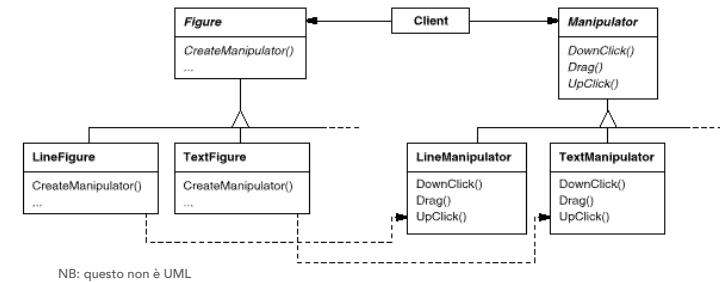 Figure
CreateManipulator()
...
Client
Manipulator
DownClick()
Drag()
UpClick()
LineFigure
CreateManipulator()
...
TextFigure
CreateManipulator()
...
LineManipulator
DownClick()
Drag()
UpClick()
TextManipulator
DownClick()
Drag()
UpClick()
NB: questo non è UML